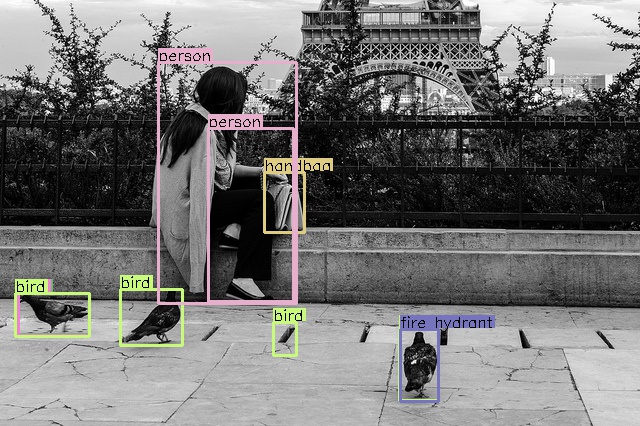 person
person
handbag
bird
bird
bird
fire hydrant